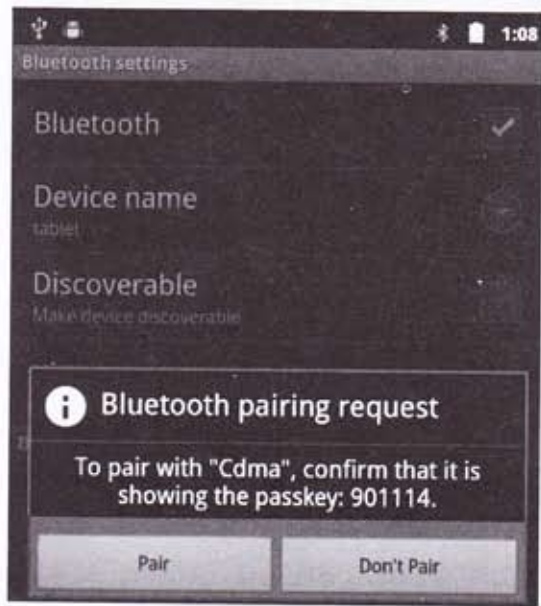 1:08
Bluetooth settings
Bluetooth
Device name
tablet
Discoverable
Make device discoverable
Bluetooth pairing request
To pair with "Cdma", confirm that it is
showing the passkey: 901114.
Pair
Don't Pair